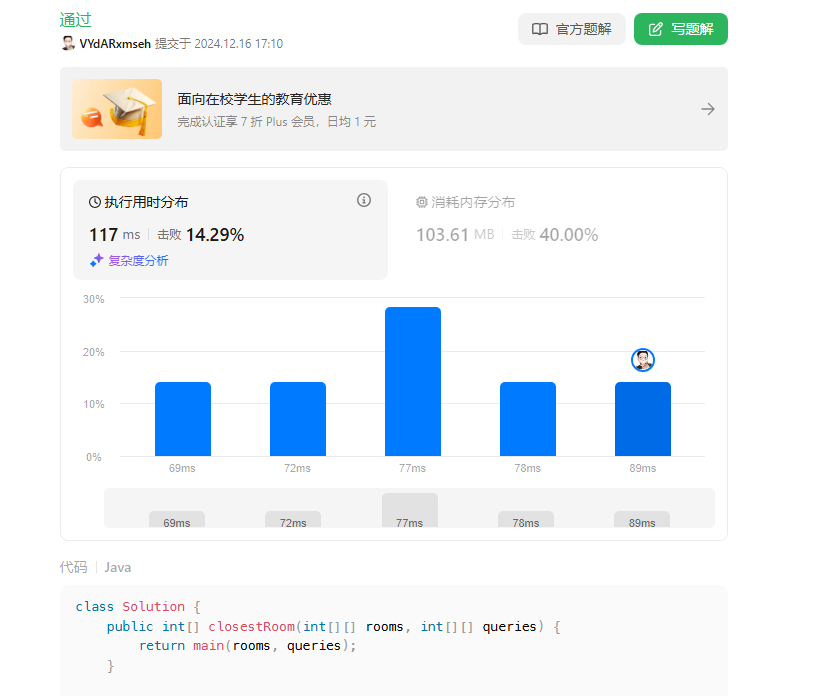 通过
官方题解
写题解
VYdARxmseh 提交于 2024.12.16 17:10
面向在校学生的教育优惠
完成认证享 7 折 Plus 会员，日均 1 元
执行用时分布
117 ms 击败 14.29%
复杂度分析
消耗内存分布
103.61 MB 击败 40.00%
30%
20%
10%
0%
69ms 72ms 77ms 78ms 89ms
69ms 72ms 77ms 78ms 89ms
代码 Java
class Solution {
public int[] closestRoom(int[][] rooms, int[][] queries) {
return main(rooms, queries);
}